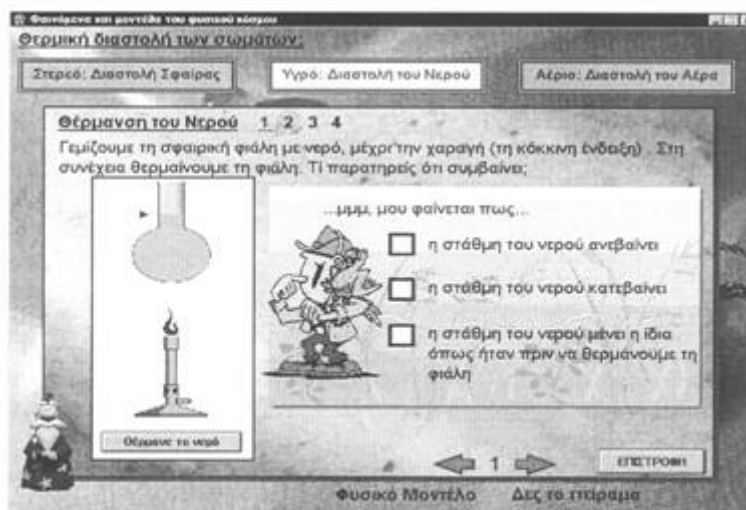 Φαινόμενα και μοντέλα του φυσικού κόσμου
Θερμική διαστολή των σωμάτων:
Στερεό: Διαστολή Σφαίρας
Υγρό: Διαστολή του Νερού
Αέριο: Διαστολή του Αέρα
Θέρμανση του Νερού 1 2 3 4
Γεμίζουμε τη σφαιρική φιάλη με νερό, μέχρι την χαραγή (τη κόκκινη ένδειξη) . Στη
συνέχεια θερμαίνουμε τη φιάλη. Τί παρατηρείς ότι συμβαίνει;
...μμμ, μου φαίνεται πως...
η στάθμη του νερού ανεβαίνει
η στάθμη του νερού κατεβαίνει
η στάθμη του νερού μένει η ίδια
όπως ήταν πριν να θερμάνουμε τη
φιάλη
Θέρμανε το νερό
1
ΕΠΙΣΤΡΟΦΗ
Φυσικό Μοντέλο
Δες το πείραμα